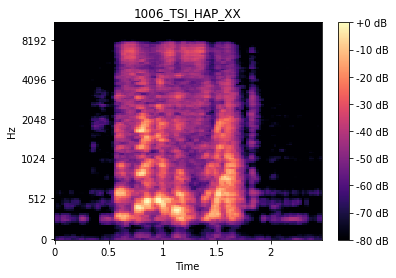 1006_TSI_HAP_XX
8192
4096
2048
1024
512
0
Hz
0
0.5
1
1.5
2
Time
+0 dB
-10 dB
-20 dB
-30 dB
-40 dB
-50 dB
-60 dB
-70 dB
-80 dB